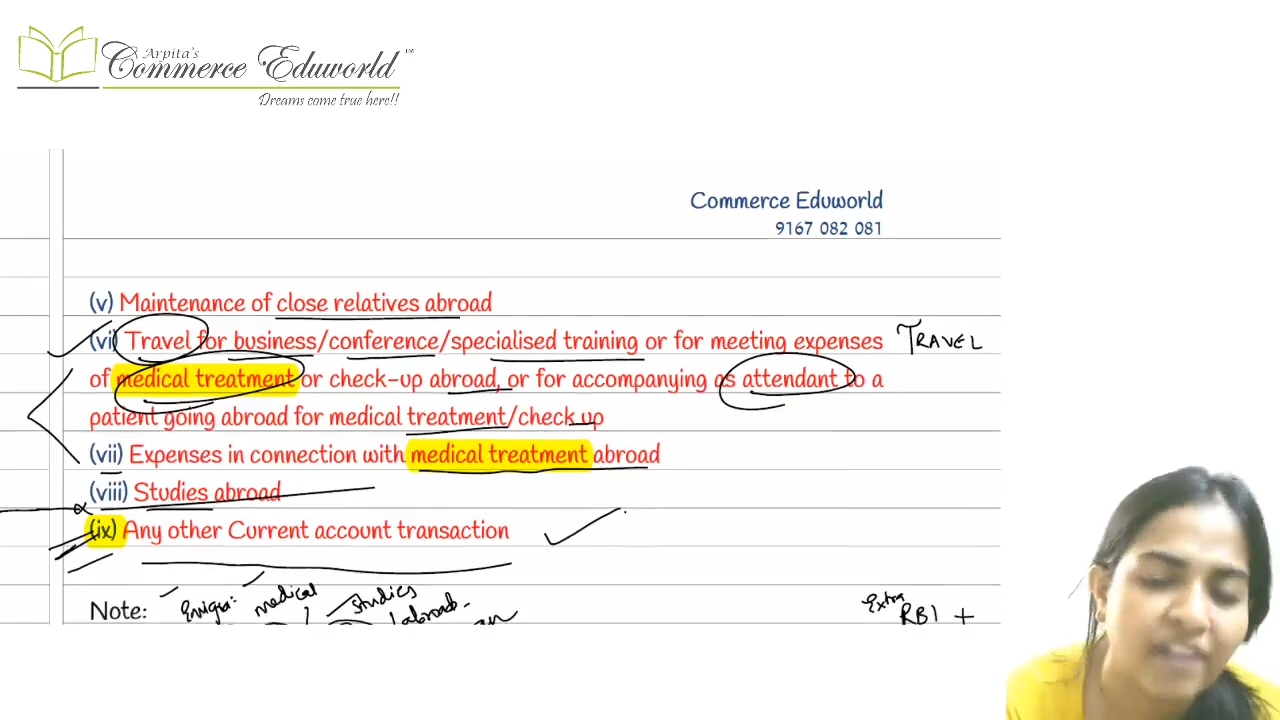 Arpita's
Commerce Eduworld™
Dreams come true here!!
Commerce Eduworld
9167 082 081
(v) Maintenance of close relatives abroad
(vi) Travel for business/conference/specialised training or for meeting expenses TRAVEL
of medical treatment or check-up abroad, or for accompanying as attendant to a
patient going abroad for medical treatment/check up
(vii) Expenses in connection with medical treatment abroad
(viii) Studies abroad
(ix) Any other Current account transaction
Note: medical studies abroad Extra
RBI +